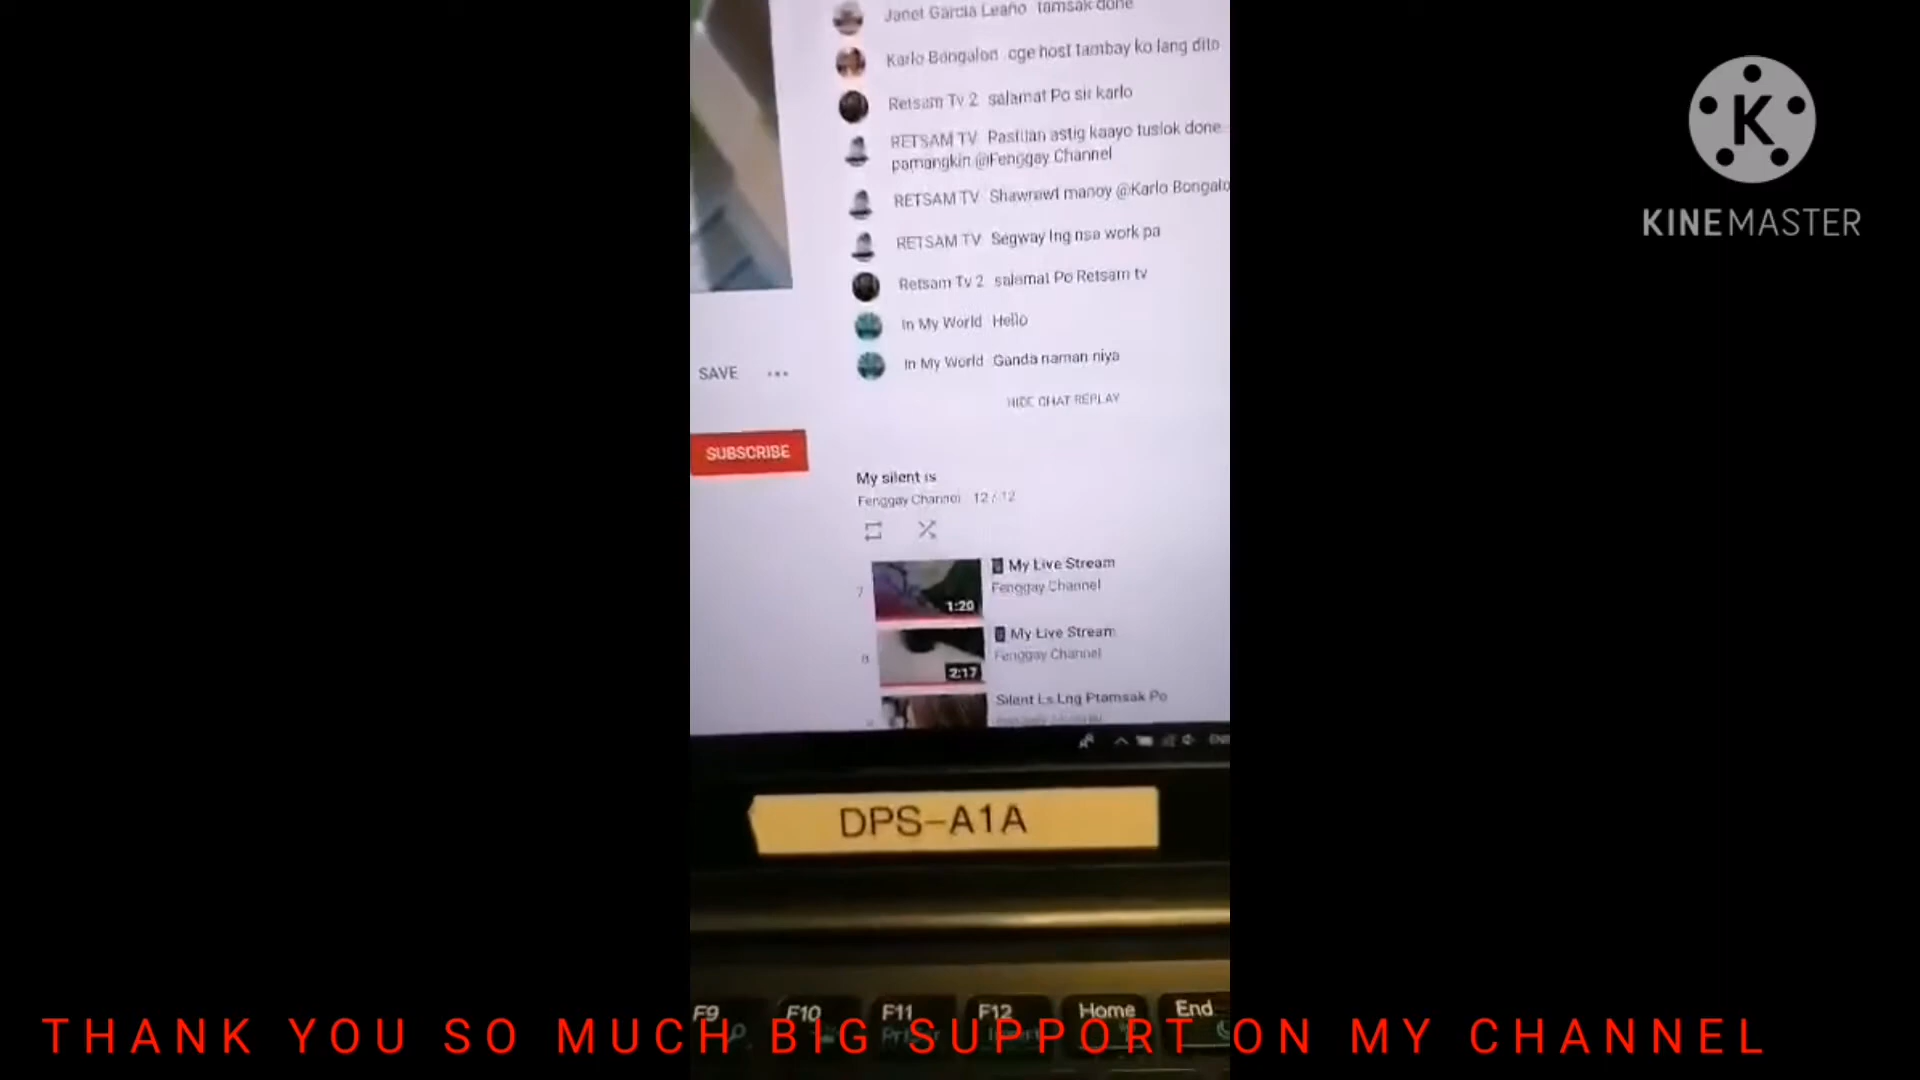 Janet Garcia Leaño tamsak done
Karlo Bongalon cge host tambay ko lang dito
Retsam Tv 2 salamat Po sir karlo
RETSAM TV Pasilian astig kaayo tuslok done
pamangkin @Fenggay Channel
RETSAM TV Shawrawt manoy @Karlo Bongalo
RETSAM TV Segway lng nsa work pa
Retsam Tv 2 salamat Po Retsam tv
In My World Hello
In My World Ganda naman niya
HIDE CHAT REPLAY
SAVE
SUBSCRIBE
My silent is
Fenggay Channel 12 / 12
7
My Live Stream
Fenggay Channel
1:20
8
My Live Stream
Fenggay Channel
2:17
Silent Ls Lng Ptamsak Po
DPS-A1A
F9 F10 F11 F12 Home End
THANK YOU SO MUCH BIG SUPPORT ON MY CHANNEL
K
KINEMASTER